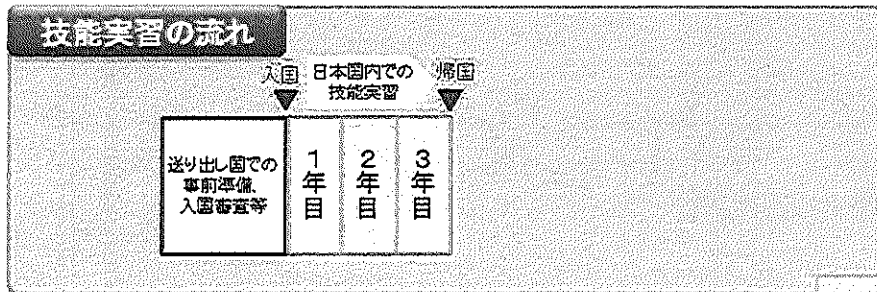 技能実習の流れ
入国
日本国内での
技能実習
帰国
送り出し国での
事前準備、
入国審査等
1年目
2年目
3年目